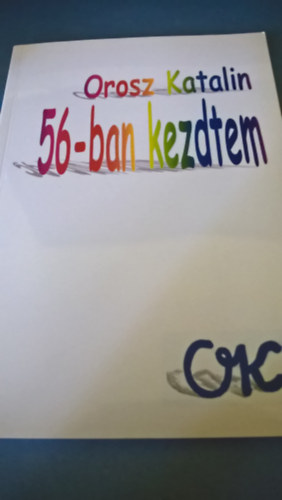 Orosz Katalin
56-ban kezdtem
OK